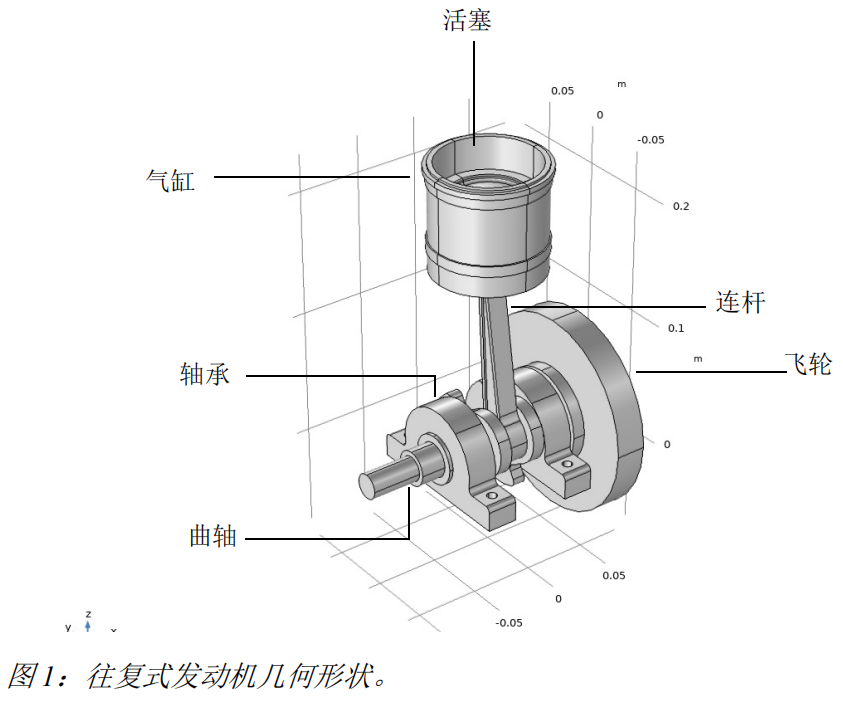 活塞
0.05
m
0
-0.05
气缸
0.2
连杆
0.1
m
飞轮
轴承
0
曲轴
0.05
0
-0.05
z
y
图1：往复式发动机几何形状。